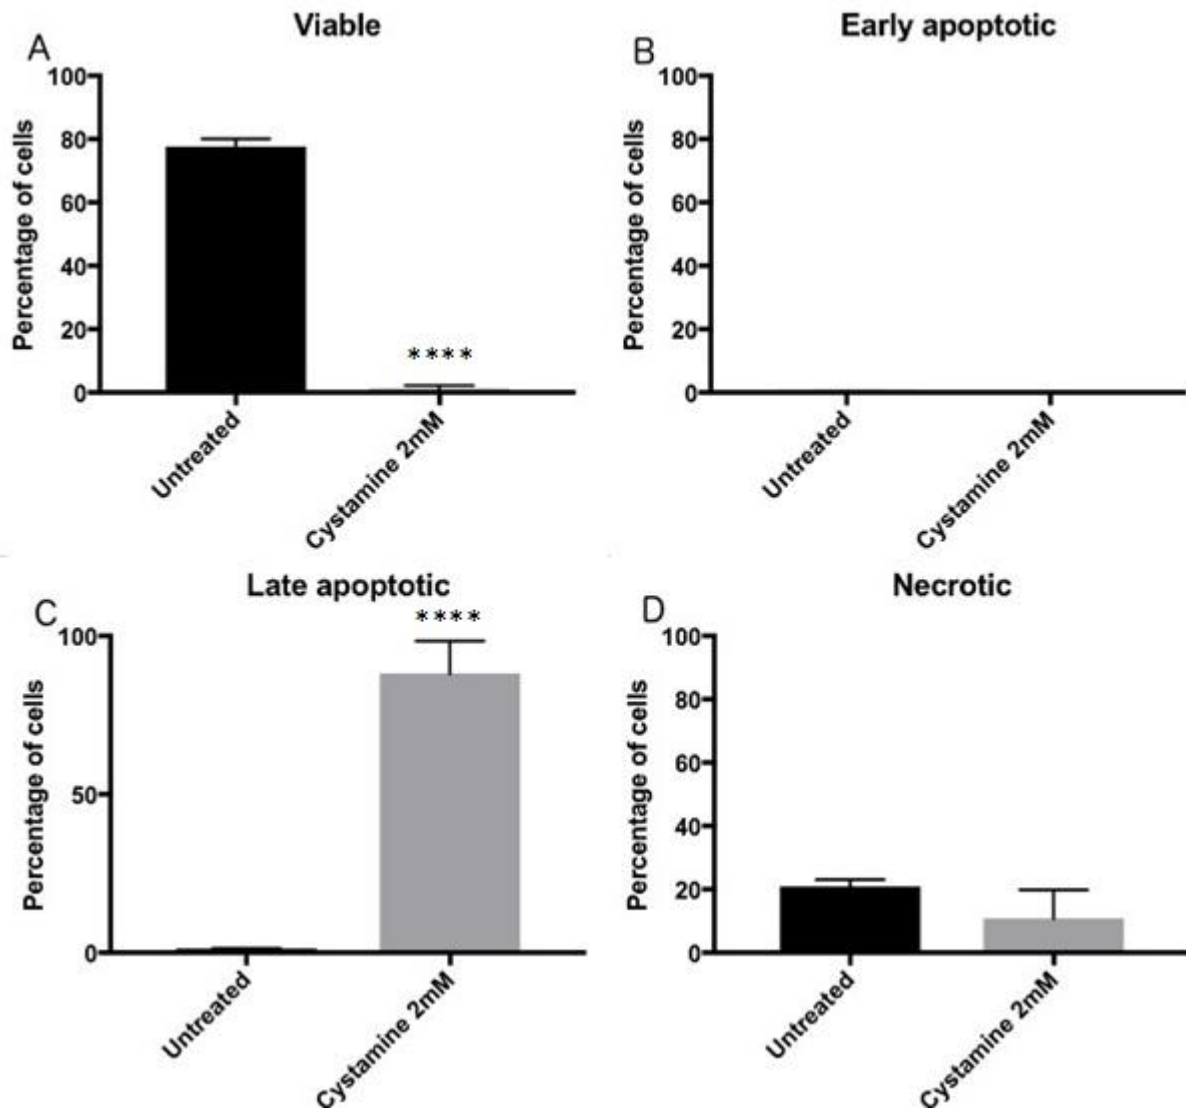 A
Viable
Percentage of cells
100
80
60
40
20
0
****
Untreated
Cystamine 2mM
B
Early apoptotic
Percentage of cells
100
80
60
40
20
0
Untreated
Cystamine 2mM
C
Late apoptotic
Percentage of cells
100
50
0
****
Untreated
Cystamine 2mM
D
Necrotic
Percentage of cells
100
80
60
40
20
0
Untreated
Cystamine 2mM